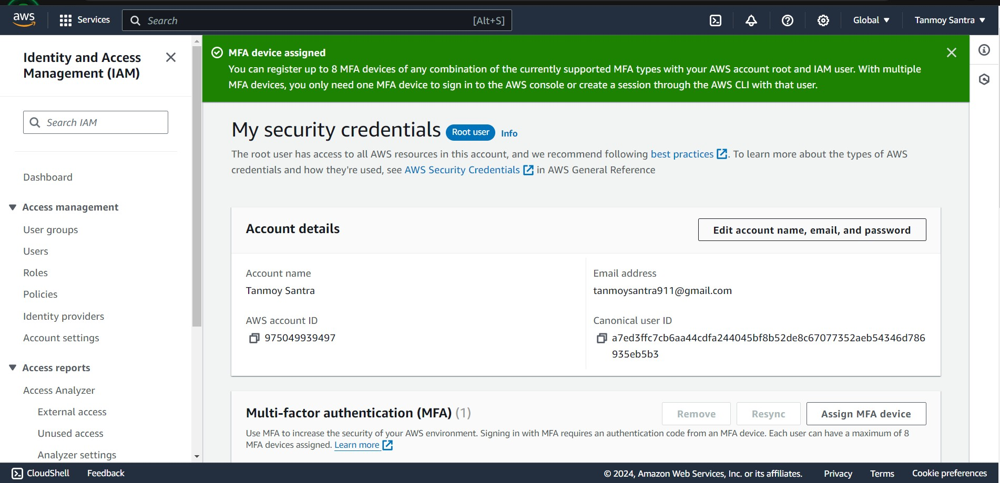 aws
Services
Search
[Alt+S]
Global
Tanmoy Santra
Identity and Access
Management (IAM)
Search IAM
Dashboard
Access management
User groups
Users
Roles
Policies
Identity providers
Account settings
Access reports
Access Analyzer
External access
Unused access
Analyzer settings
MFA device assigned
You can register up to 8 MFA devices of any combination of the currently supported MFA types with your AWS account root and IAM user. With multiple
MFA devices, you only need one MFA device to sign in to the AWS console or create a session through the AWS CLI with that user.
My security credentials Root user Info
The root user has access to all AWS resources in this account, and we recommend following best practices. To learn more about the types of AWS
credentials and how they're used, see AWS Security Credentials in AWS General Reference
Account details
Edit account name, email, and password
Account name
Tanmoy Santra
Email address
tanmoysantra911@gmail.com
AWS account ID
975049939497
Canonical user ID
a7ed3ffc7cb6aa44cdfa244045bf8b52de8c67077352aeb54346d786
935eb5b3
Multi-factor authentication (MFA) (1)
Remove
Resync
Assign MFA device
Use MFA to increase the security of your AWS environment. Signing in with MFA requires an authentication code from an MFA device. Each user can have a maximum of 8
MFA devices assigned. Learn more
CloudShell
Feedback
© 2024, Amazon Web Services, Inc. or its affiliates.
Privacy
Terms
Cookie preferences